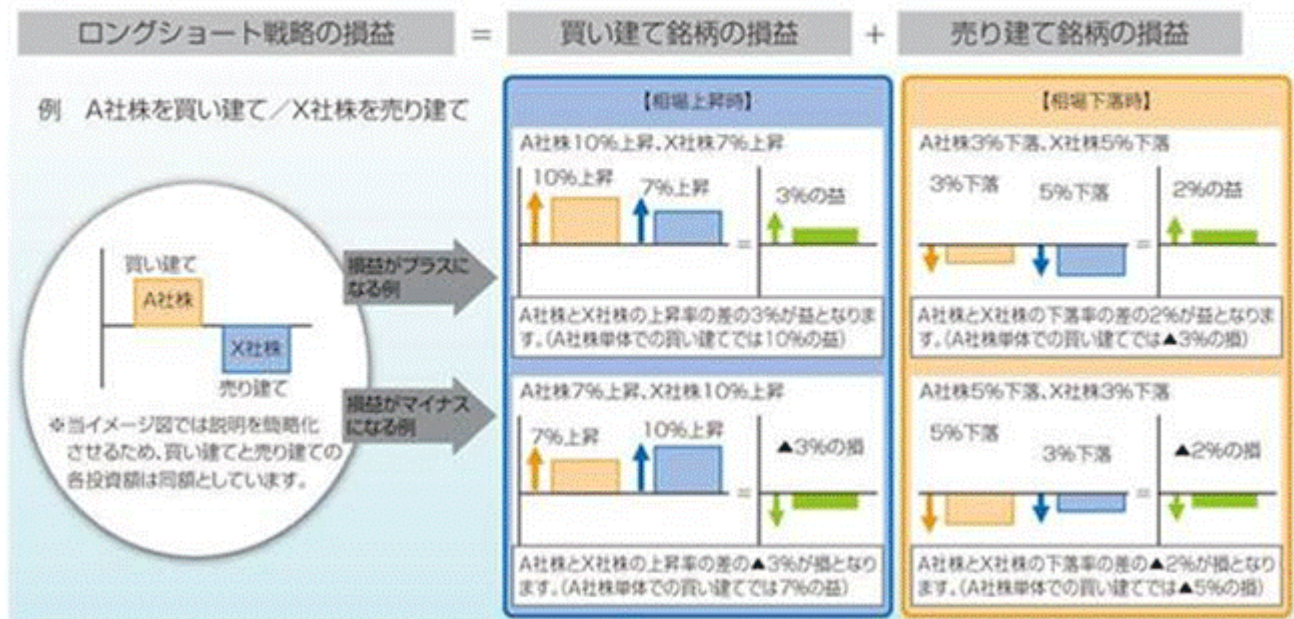 ロングショート戦略の損益 = 買い建て銘柄の損益 + 売り建て銘柄の損益
例 A社株を買い建て/X社株を売り建て
買い建て
A社株
X社株
売り建て
※当イメージ図では説明を簡略化
させるため、買い建てと売り建ての
各投資額は同額としています。
損益がプラスに
なる例
損益がマイナス
になる例
【相場上昇時】
A社株10%上昇、X社株7%上昇
10%上昇
7%上昇
=
3%の益
A社株とX社株の上昇率の差の3%が益となりま
す。(A社株単体での買い建てでは10%の益)
A社株7%上昇、X社株10%上昇
7%上昇
10%上昇
=
▲3%の損
A社株とX社株の上昇率の差の▲3%が損となり
ます。(A社株単体での買い建てでは7%の益)
【相場下落時】
A社株3%下落、X社株5%下落
3%下落
5%下落
=
2%の益
A社株とX社株の下落率の差の2%が益となりま
す。(A社株単体での買い建てでは▲3%の損)
A社株5%下落、X社株3%下落
5%下落
3%下落
=
▲2%の損
A社株とX社株の下落率の差の▲2%が損となり
ます。(A社株単体での買い建てでは▲5%の損)